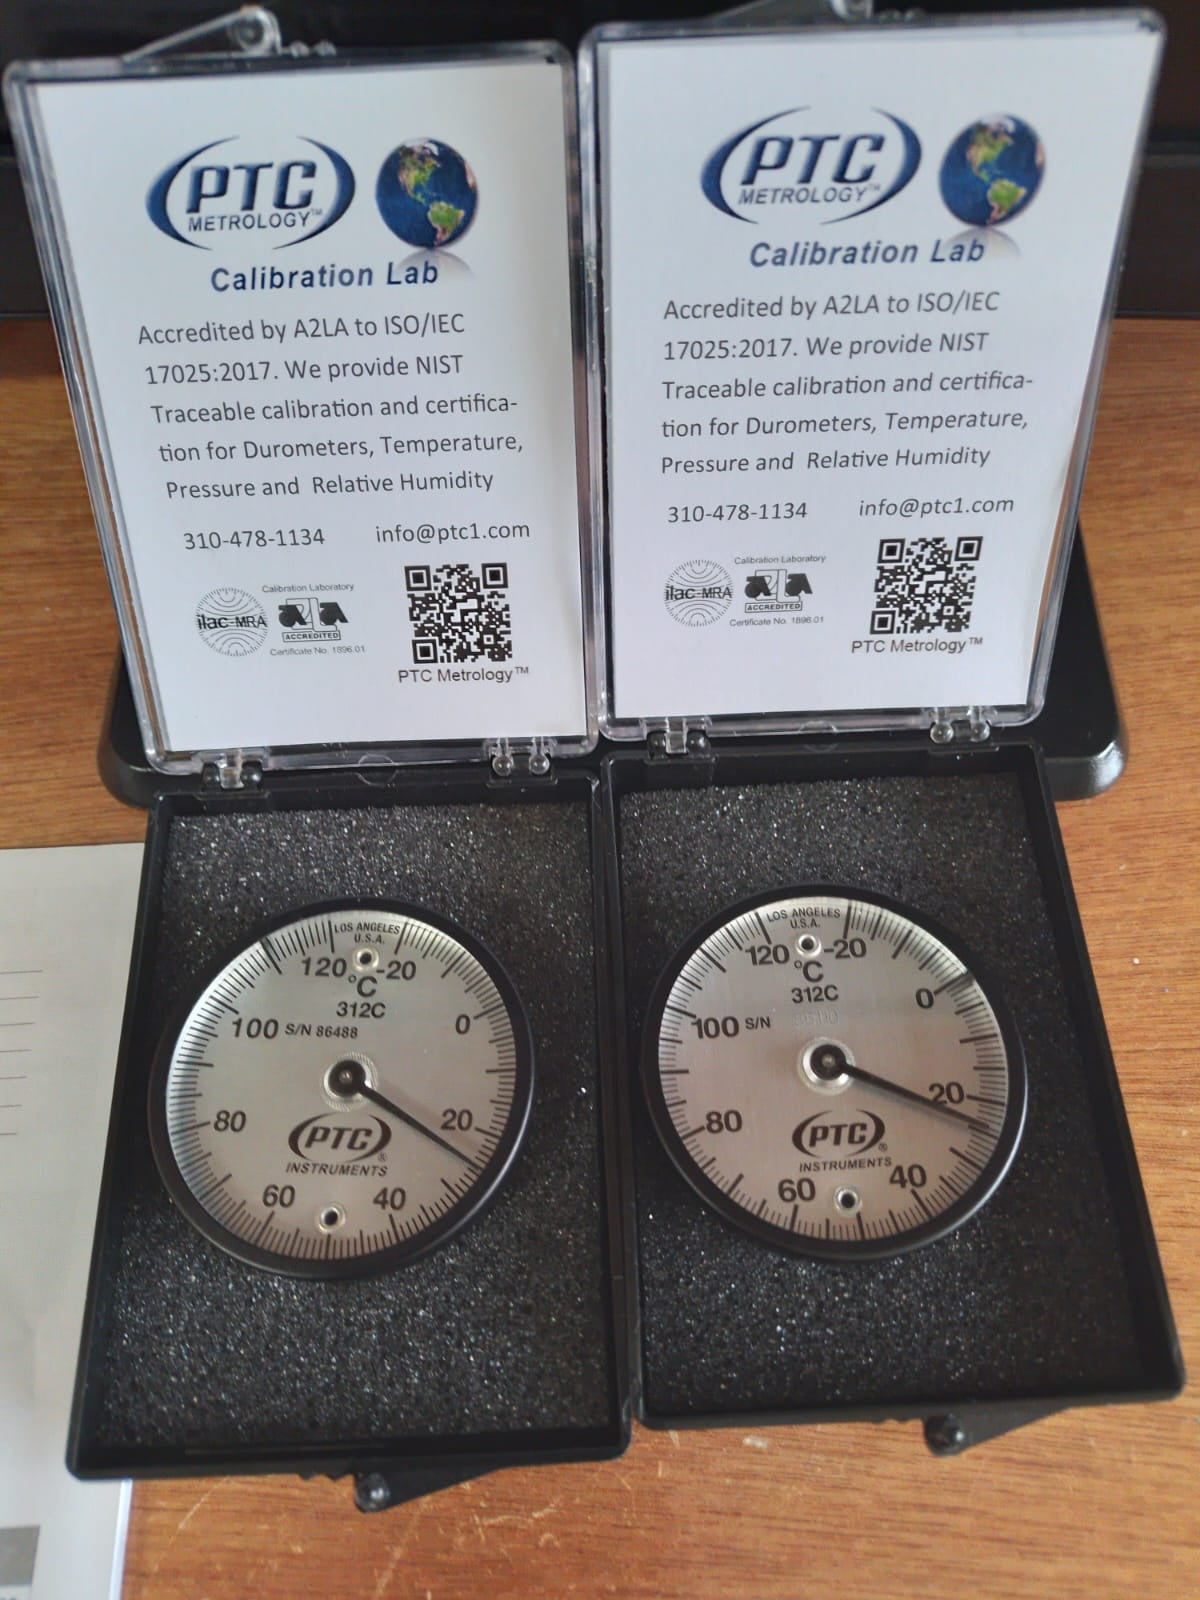 PTC
METROLOGY™
Calibration Lab
Accredited by A2LA to ISO/IEC
17025:2017. We provide NIST
Traceable calibration and certifica-
tion for Durometers, Temperature,
Pressure and Relative Humidity
310-478-1134 info@ptc1.com
ilac-MRA
Calibration Laboratory
A2LA
ACCREDITED
Certificate No. 1896.01
PTC Metrology™
PTC
METROLOGY™
Calibration Lab
Accredited by A2LA to ISO/IEC
17025:2017. We provide NIST
Traceable calibration and certifica-
tion for Durometers, Temperature,
Pressure and Relative Humidity
310-478-1134 info@ptc1.com
ilac-MRA
Calibration Laboratory
A2LA
ACCREDITED
Certificate No. 1896.01
PTC Metrology™
LOS ANGELES
U.S.A.
120 -20
°C
312C
100 S/N 86488 0
80 20
PTC®
INSTRUMENTS
60 40
LOS ANGELES
U.S.A.
120 -20
°C
312C
100 S/N 0
80 20
PTC®
INSTRUMENTS
60 40